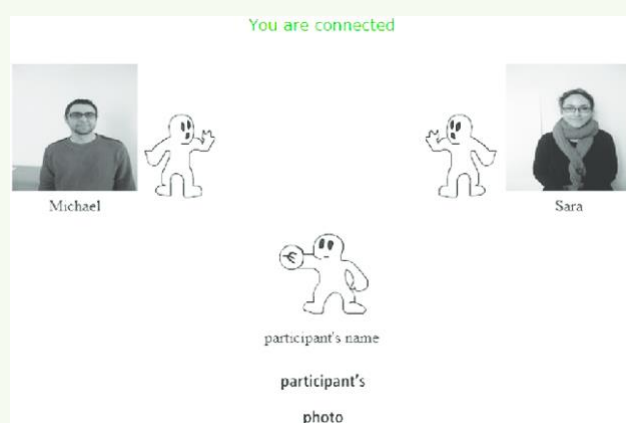 You are connected
Michael
Sara
€
participant's name
participant's
photo